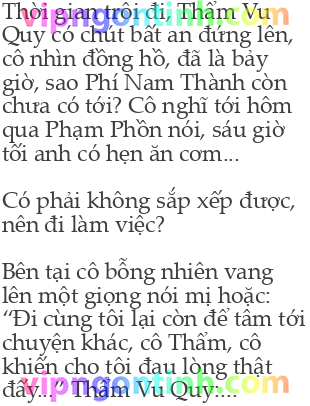 Thời gian trôi đi, Thẩm Vu
Quy có chút bất an đứng lên,
cô nhìn đồng hồ, đã là bảy
giờ, sao Phí Nam Thành còn
chưa có tới? Cô nghĩ tới hôm
qua Phạm Phồn nói, sáu giờ
tối anh có hẹn ăn cơm...
Có phải không sắp xếp được,
nên đi làm việc?
Bên tại cô bỗng nhiên vang
lên một giọng nói mị hoặc:
“Đi cùng tôi lại còn để tâm tới
chuyện khác, cô Thẩm, cô
khiến cho tôi đau lòng thật
đấy...” Thẩm Vu Quy:...
vipngontinh.com
vipngontinh.com